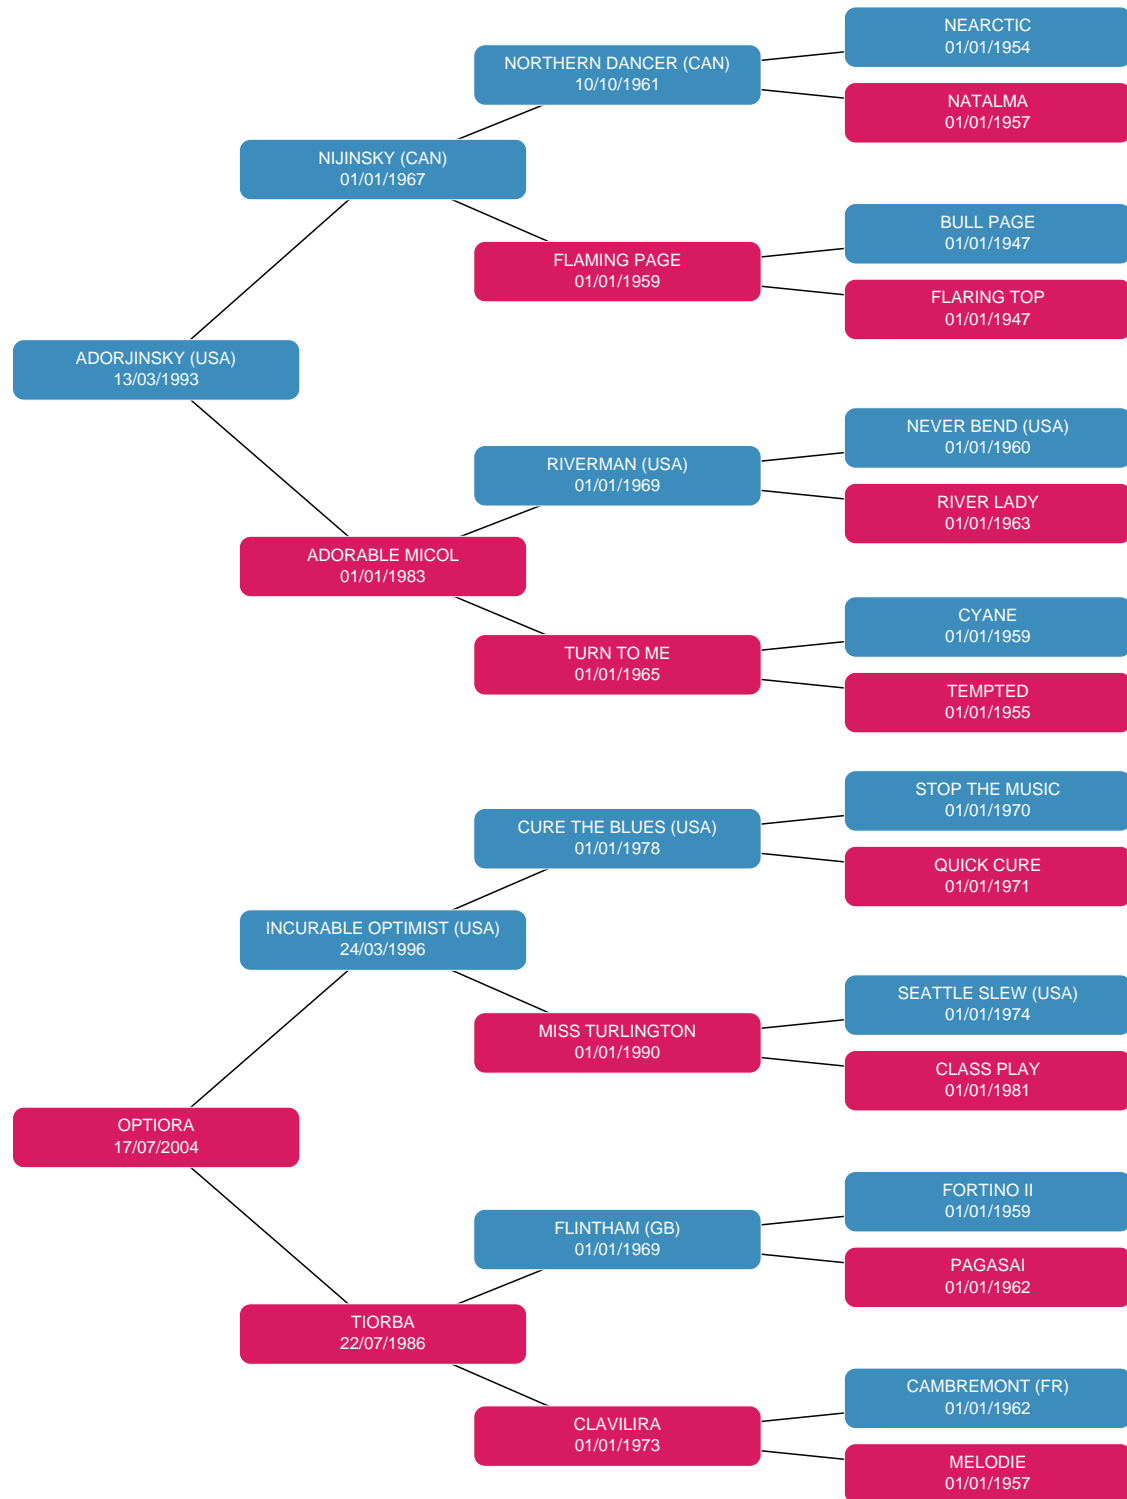 NEARCTIC
01/01/1954
NORTHERN DANCER (CAN)
10/10/1961
NATALMA
01/01/1957
NIJINSKY (CAN)
01/01/1967
BULL PAGE
01/01/1947
FLAMING PAGE
01/01/1959
FLARING TOP
01/01/1947
ADORJINSKY (USA)
13/03/1993
NEVER BEND (USA)
01/01/1960
RIVERMAN (USA)
01/01/1969
RIVER LADY
01/01/1963
ADORABLE MICOL
01/01/1983
CYANE
01/01/1959
TURN TO ME
01/01/1965
TEMPTED
01/01/1955
STOP THE MUSIC
01/01/1970
CURE THE BLUES (USA)
01/01/1978
QUICK CURE
01/01/1971
INCURABLE OPTIMIST (USA)
24/03/1996
SEATTLE SLEW (USA)
01/01/1974
MISS TURLINGTON
01/01/1990
CLASS PLAY
01/01/1981
OPTIORA
17/07/2004
FORTINO II
01/01/1959
FLINTHAM (GB)
01/01/1969
PAGASAI
01/01/1962
TIORBA
22/07/1986
CAMBREMONT (FR)
01/01/1962
CLAVILIRA
01/01/1973
MELODIE
01/01/1957